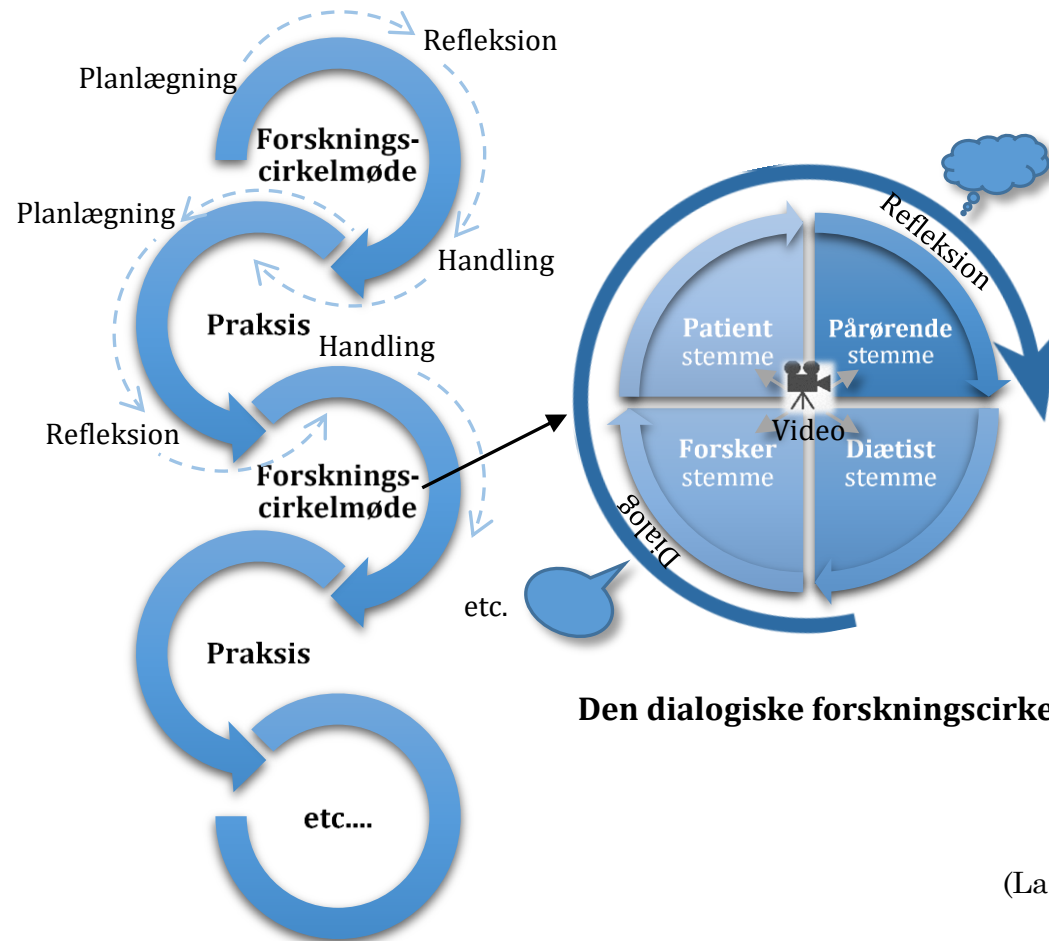 Refleksion
Planlægning
Forsknings-
cirkelmøde
Planlægning
Handling
Praksis
Handling
Refleksion
Forsknings-
cirkelmøde
etc.
Praksis
etc....
Refleksion
Patient
stemme
Pårørende
stemme
Video
Forsker
stemme
Diætist
stemme
Dialog
Den dialogiske forskningscirke
(La